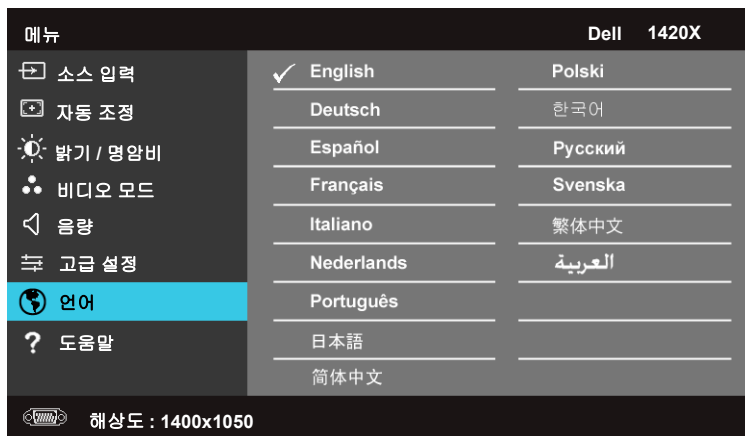 메뉴
Dell 1420X
소스 입력
자동 조정
밝기 / 명암비
비디오 모드
음량
고급 설정
언어
? 도움말
English
Deutsch
Español
Français
Italiano
Nederlands
Português
日本語
简体中文
Polski
한국어
Русский
Svenska
繁体中文
العربية
해상도 : 1400x1050